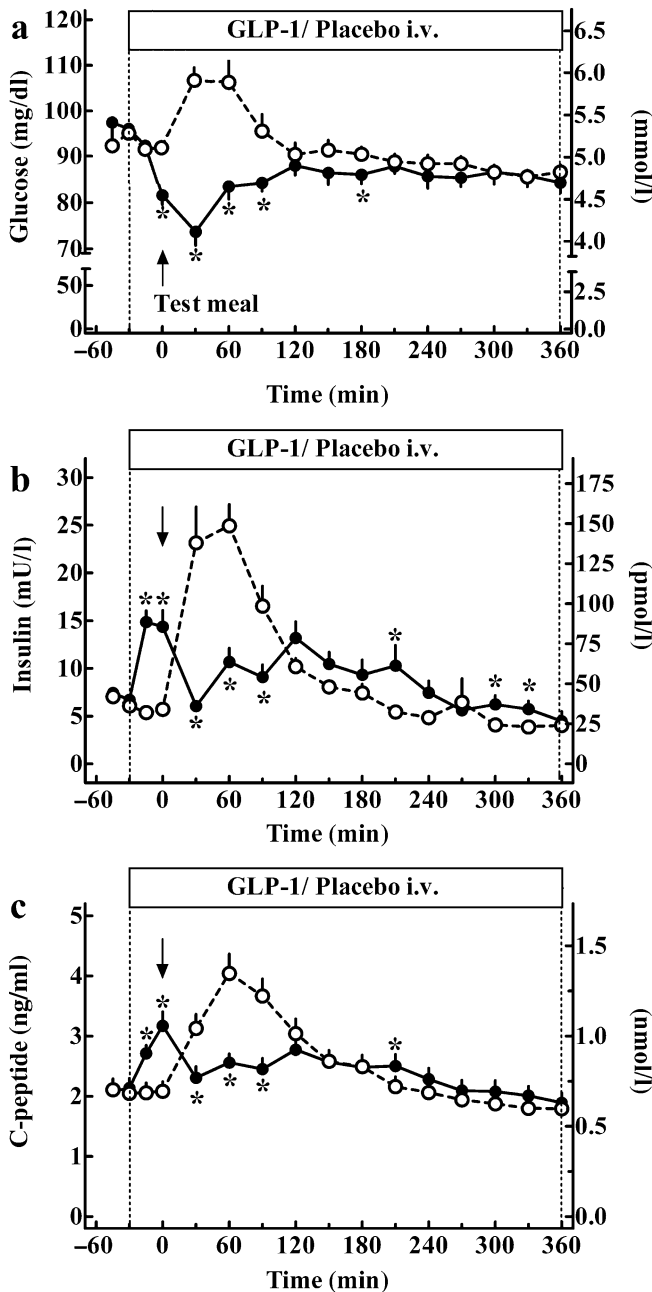 a
GLP-1/ Placebo i.v.
Glucose (mg/dl)
120
110
100
90
80
70
50
0
(mmol/l)
6.5
6.0
5.5
5.0
4.5
4.0
2.5
0.0
* * * * *
Test meal
−60 0 60 120 180 240 300 360
Time (min)
b
GLP-1/ Placebo i.v.
Insulin (mU/l)
30
25
20
15
10
5
0
(pmol/l)
175
150
125
100
75
50
25
0
* * * * * * * *
−60 0 60 120 180 240 300 360
Time (min)
c
GLP-1/ Placebo i.v.
C-peptide (ng/ml)
5
4
3
2
1
0
(nmol/l)
1.5
1.0
0.5
0.0
* * * * * *
−60 0 60 120 180 240 300 360
Time (min)